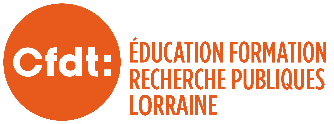 Cfdt:
ÉDUCATION FORMATION
RECHERCHE PUBLIQUES
LORRAINE